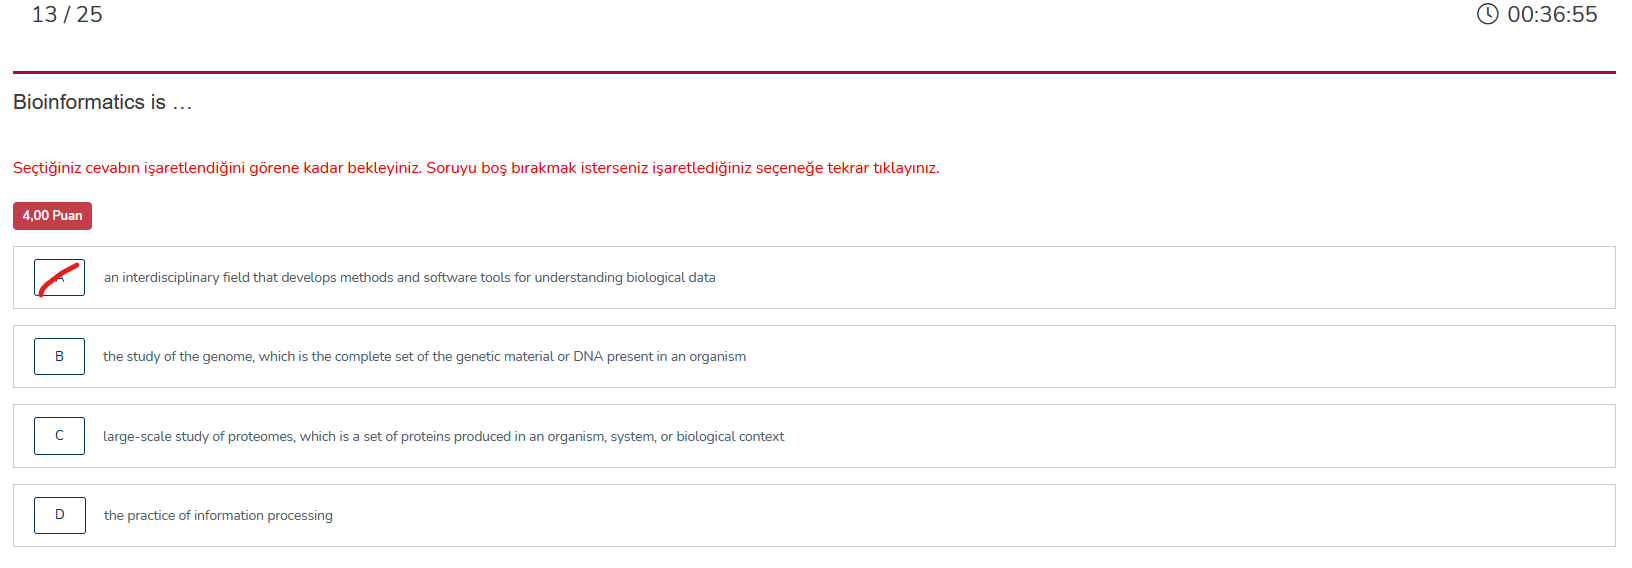 13 / 25
00:36:55
Bioinformatics is …
Seçtiğiniz cevabın işaretlendiğini görene kadar bekleyiniz. Soruyu boş bırakmak isterseniz işaretlediğiniz seçeneğe tekrar tıklayınız.
4,00 Puan
A an interdisciplinary field that develops methods and software tools for understanding biological data
B the study of the genome, which is the complete set of the genetic material or DNA present in an organism
C large-scale study of proteomes, which is a set of proteins produced in an organism, system, or biological context
D the practice of information processing